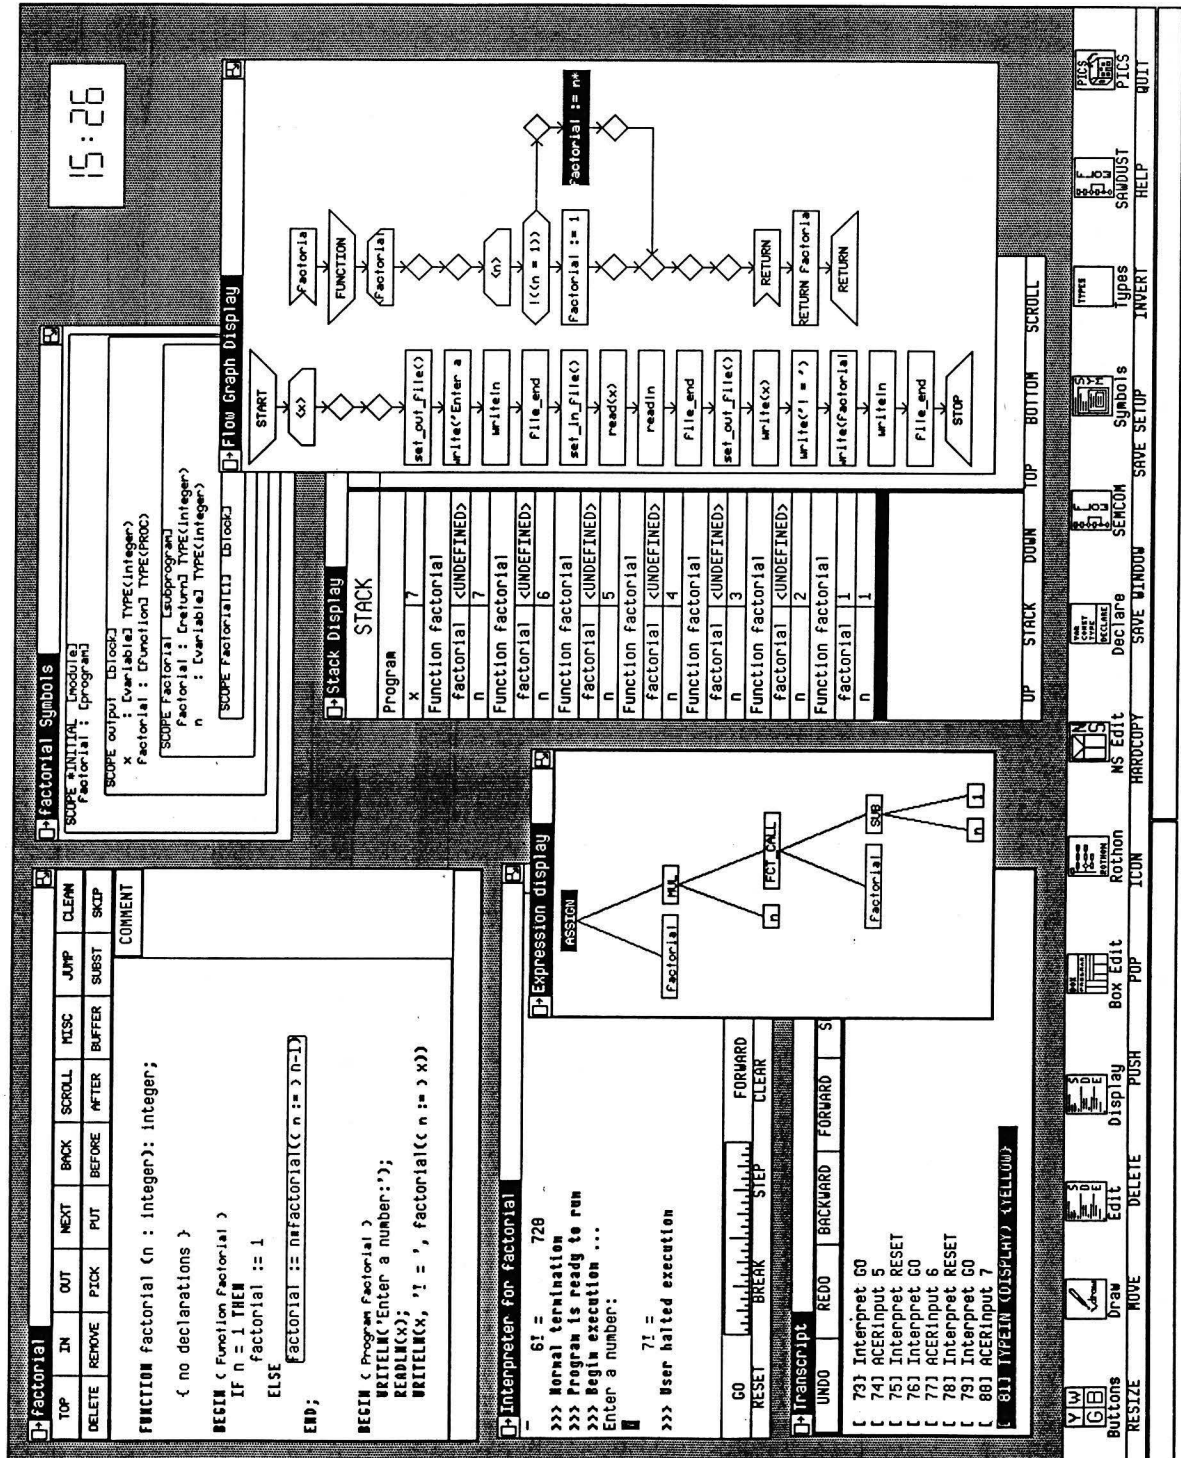 factorial
TOP IN OUT NEXT BACK SCROLL MISC JUMP CLEAN
DELETE REMOVE PICK PUT BEFORE AFTER BUFFER SUBST SKIP
COMMENT
FUNCTION factorial (n : integer): integer;
{ no declarations }
BEGIN { Function factorial }
IF n = 1 THEN
factorial := 1
ELSE
factorial := n*factorial(( n := ) n-1)
END;
BEGIN { Program factorial }
WRITELN('Enter a number:');
READLN(x);
WRITELN(x, '! = ', factorial(( n := ) x))
factorial Symbols
SCOPE *INITIAL [module]
factorial : [program]
SCOPE output [block]
x : [variable] TYPE(integer)
factorial : [function] TYPE(PROC)
SCOPE factorial [subprogram]
factorial : [return] TYPE(integer)
n : [variable] TYPE(integer)
SCOPE factorial[1] [block]
15:26
Flow Graph Display
START
<x>
set_out_file()
write('Enter a
writeln
file_end
set_in_file()
read(x)
readln
file_end
set_out_file()
write(x)
write('! = ')
write(factorial
writeln
file_end
STOP
factoria
FUNCTION
factorial
<n>
!<(n = 1)>
factorial := 1
factorial := n*
RETURN
RETURN factoria
RETURN
Interpreter for factorial
6! = 720
>>> Normal termination
>>> Program is ready to run
>>> Begin execution ...
Enter a number:
7! =
>>> User halted execution
GO FORWARD
RESET BREAK STEP CLEAR
Expression display
ASSIGN
factorial MUL
n FCT_CALL
factorial SUB
n 1
Stack Display
STACK
Program
x 7
Function factorial
factorial <UNDEFINED>
n 7
Function factorial
factorial <UNDEFINED>
n 6
Function factorial
factorial <UNDEFINED>
n 5
Function factorial
factorial <UNDEFINED>
n 4
Function factorial
factorial <UNDEFINED>
n 3
Function factorial
factorial <UNDEFINED>
n 2
Function factorial
factorial 1
n 1
UP STACK DOWN TOP BOTTOM SCROLL
Transcript
UNDO REDO BACKWARD FORWARD S
[ 73] Interpret GO
[ 74] ACERinput 5
[ 75] Interpret RESET
[ 76] Interpret GO
[ 77] ACERinput 6
[ 78] Interpret RESET
[ 79] Interpret GO
[ 80] ACERinput 7
[ 81] TYPEIN (DISPLAY) {YELLOW}
Y W
G B
draw
S D E
S D E
BOX PROGRAM
ROTHON
N S
VAR CONST TYPE DECLARE
S Y M
TYPES
PICS
Buttons Draw Edit Display Box Edit Rothon NS Edit Declare SEMCOM Symbols Types SAWDUST PICS
RESIZE MOVE DELETE PUSH POP ICON HARDCOPY SAVE WINDOW SAVE SETUP INVERT HELP QUIT